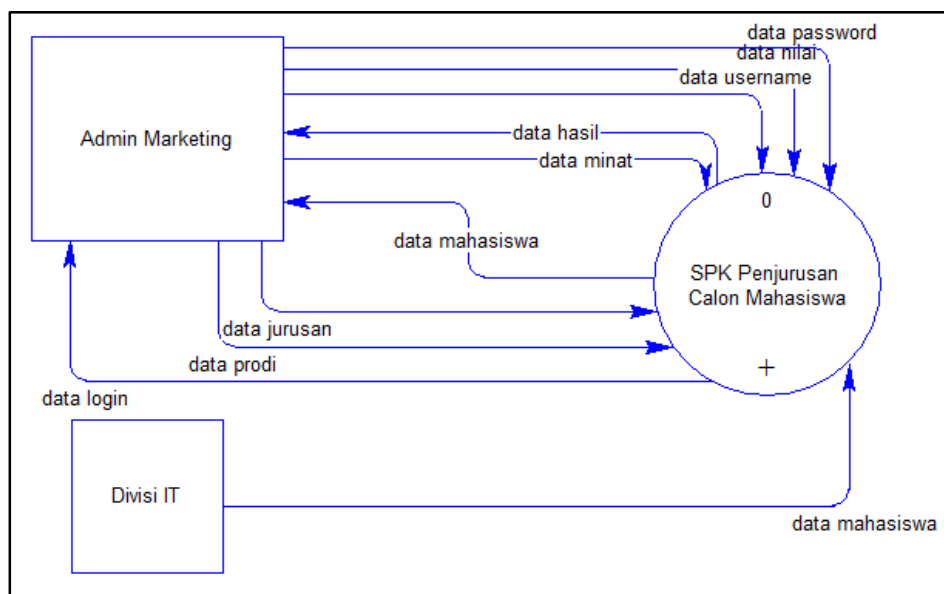 data password
data nilai
data username
Admin Marketing
data hasil
data minat
0
data mahasiswa
SPK Penjurusan
Calon Mahasiswa
data jurusan
data prodi
+
data login
Divisi IT
data mahasiswa